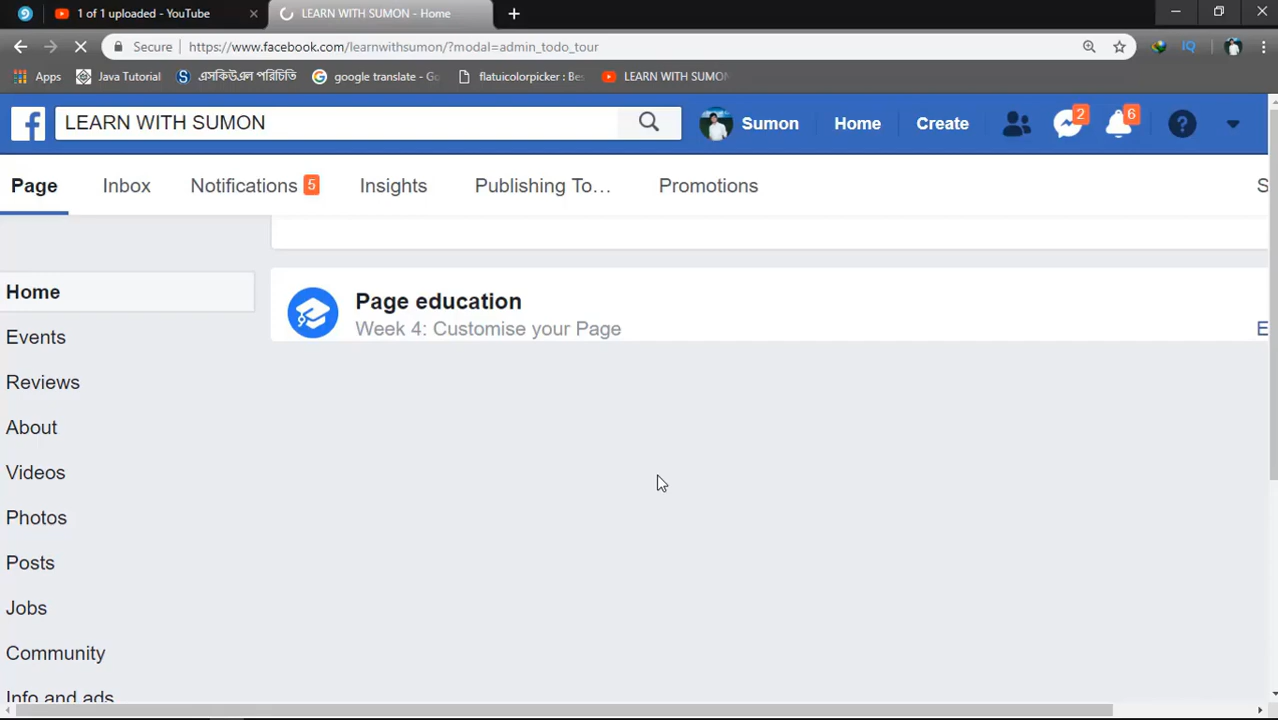 1 of 1 uploaded - YouTube
LEARN WITH SUMON - Home
Secure
https://www.facebook.com/learnwithsumon/?modal=admin_todo_tour
Apps
Java Tutorial
এসকিউএল পরিচিতি
google translate - Go
flatuicolorpicker : Bes
LEARN WITH SUMON
LEARN WITH SUMON
Sumon
Home
Create
2
6
Page
Inbox
Notifications 5
Insights
Publishing To...
Promotions
S
Home
Page education
Week 4: Customise your Page
E
Events
Reviews
About
Videos
Photos
Posts
Jobs
Community
Info and ads